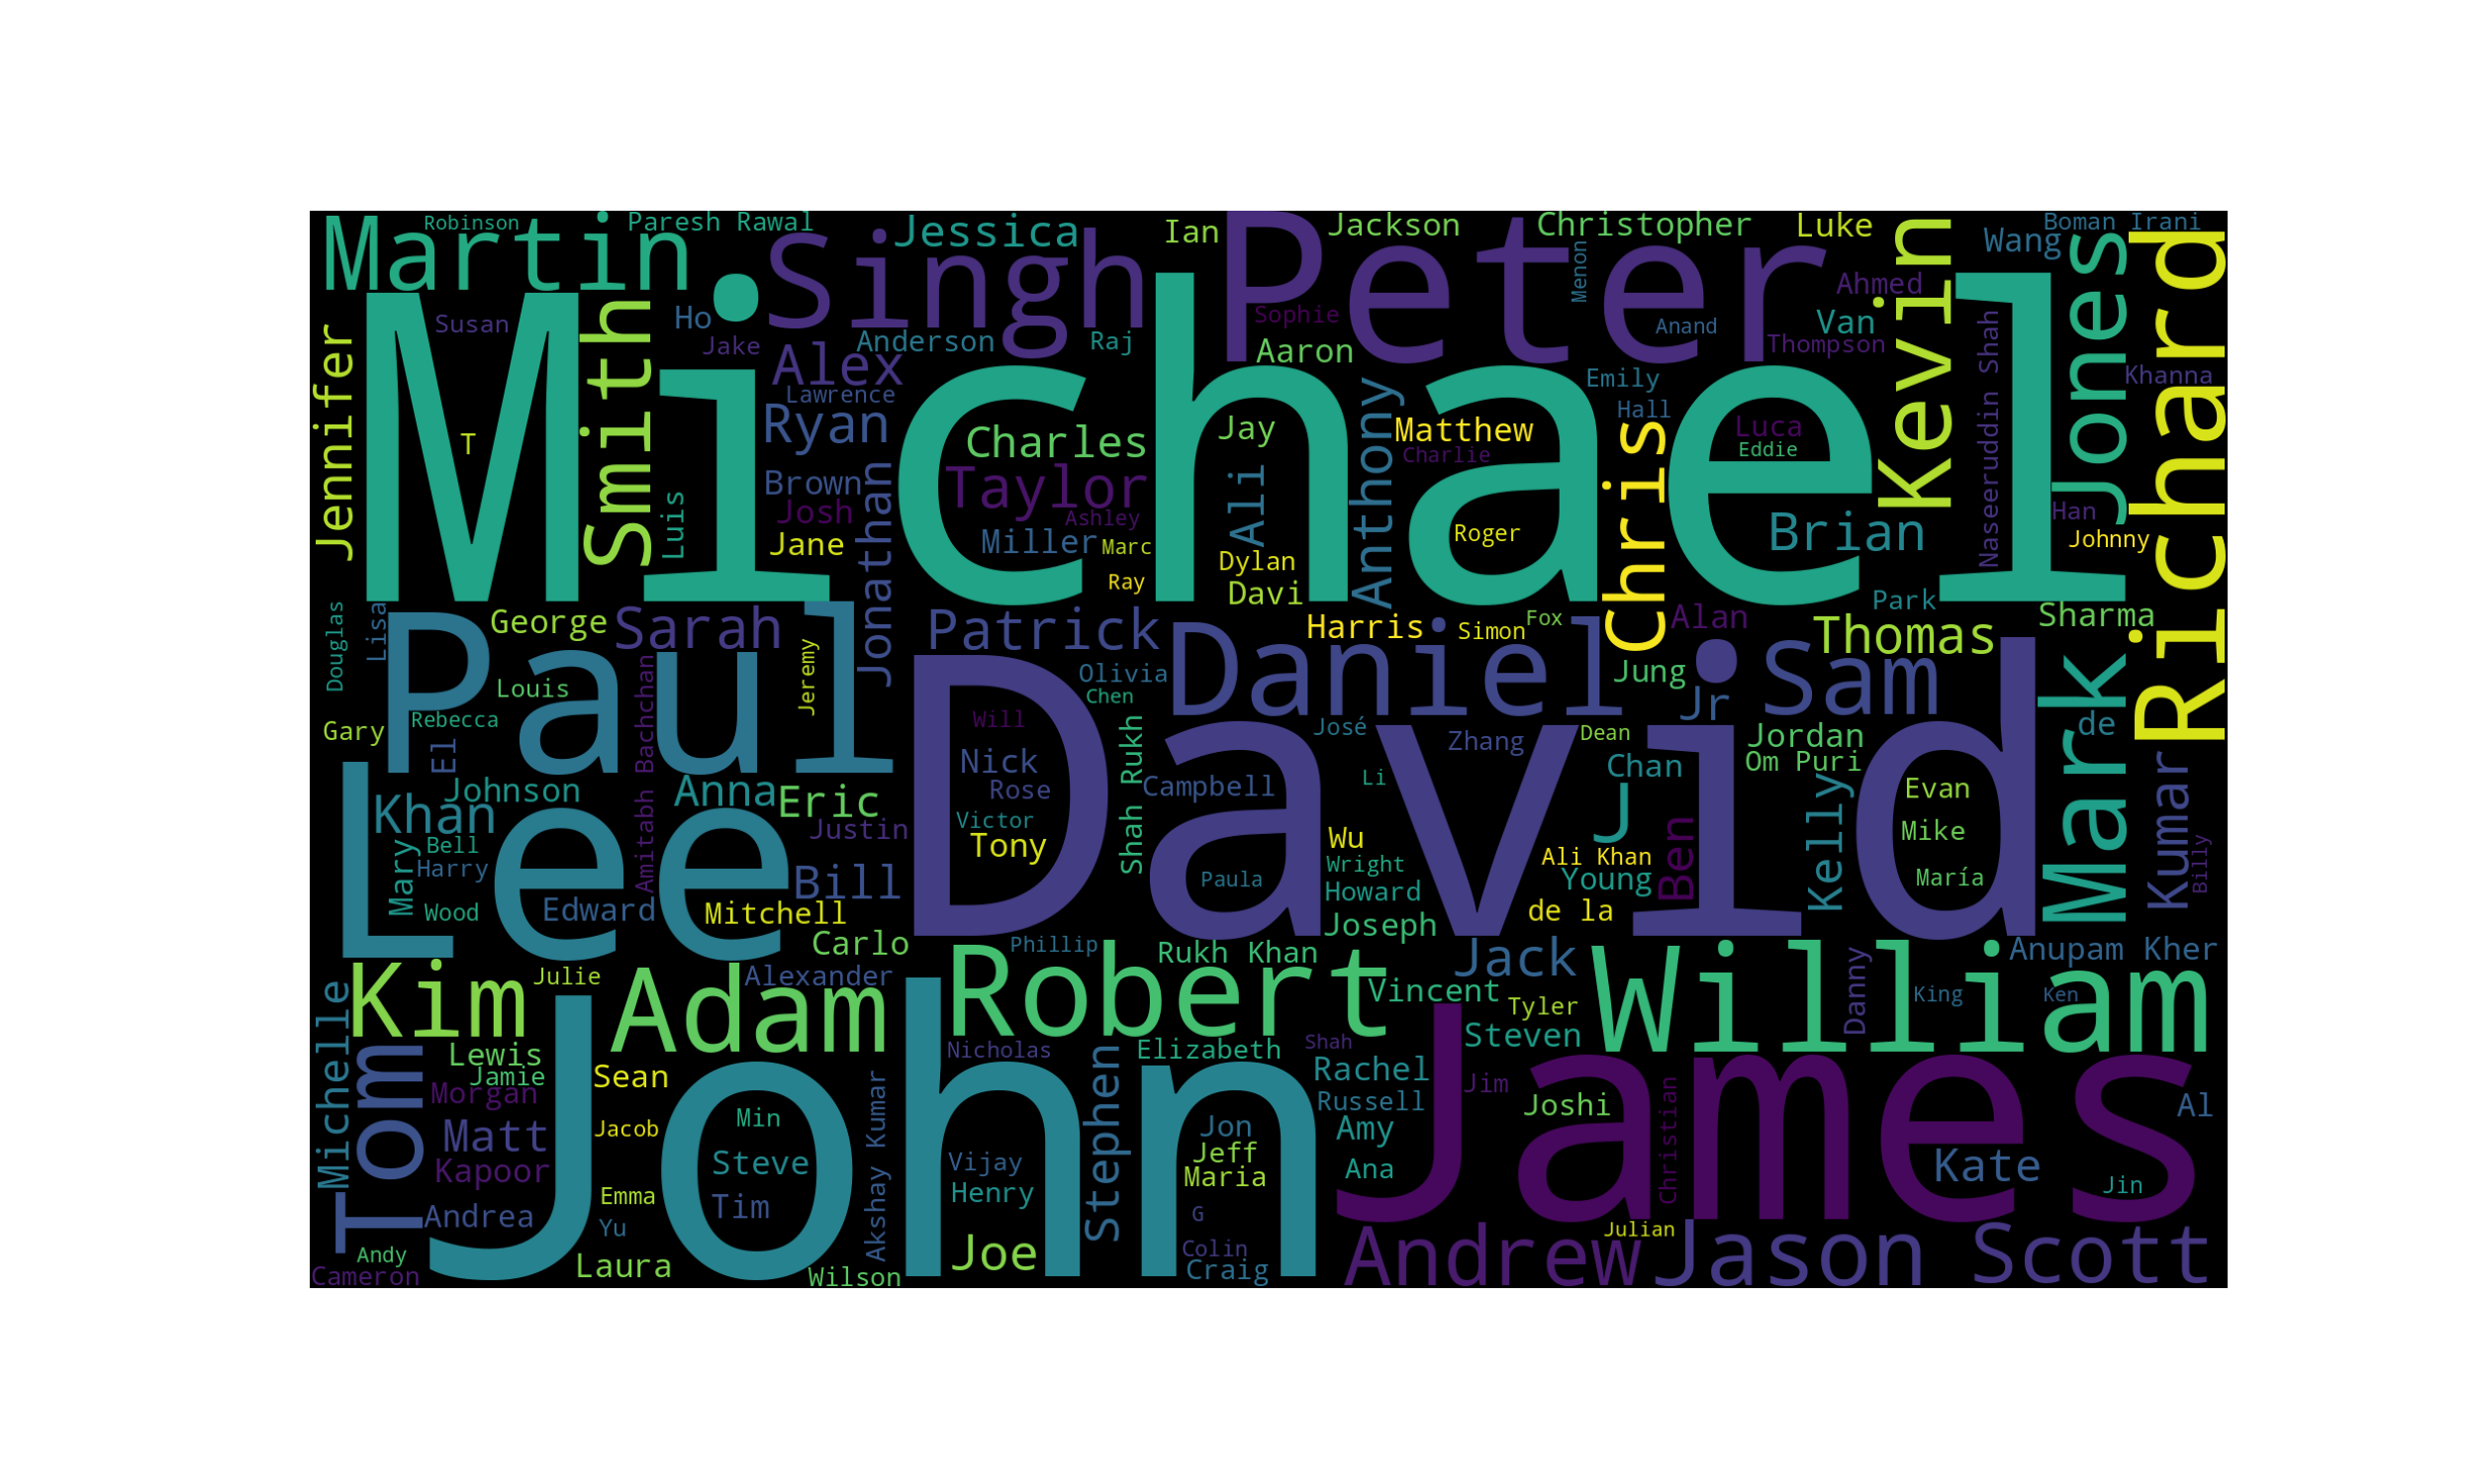 Martin
Robinson
Paresh Rawal
Singh
Jessica
Ian
Peter
Jackson
Christopher
Luke
Kevin
Wang
Boman Irani
Jones
Richard
Michael
Susan
Jennifer
Smith
Ho
Jake
Alex
Anderson
Raj
Sophie
Aaron
Menon
Anand
Ahmed
Van
Thompson
Naseeruddin Shah
Khanna
T
Luis
Lawrence
Ryan
Brown
Josh
Jane
Jonathan
Charles
Taylor
Ashley
Miller
Marc
Ray
Jay
Ali
Dylan
Davi
Anthony
Matthew
Charlie
Roger
Emily
Hall
Chris
Luca
Eddie
Brian
Han
Johnny
Douglas
Lisa
Paul
George
Sarah
Louis
Rebecca
Gary
El
Amitabh Bachchan
Jeremy
Patrick
Olivia
Chen
Daniel
Harris
Simon
Fox
Alan
Jung
Jr
Sam
Thomas
Park
Sharma
Mark
de
David
Will
Nick
Rose
Victor
Tony
Shah Rukh
Campbell
José
Li
Zhang
Dean
Chan
Jordan
Om Puri
J
Kelly
Evan
Mike
María
Kumar
Billy
Lee
Khan
Johnson
Anna
Eric
Justin
Mary
Bell
Harry
Wood
Edward
Bill
Mitchell
Carlo
Paula
Wu
Wright
Howard
Joseph
Ali Khan
Young
de la
Ben
Kim
Julie
Adam
Alexander
Robert
Phillip
Rukh Khan
Vincent
Jack
Tyler
Steven
William
Danny
King
Ken
Anupam Kher
Michelle
Tom
Lewis
Jamie
Morgan
Matt
Kapoor
Andrea
Andy
Cameron
John
Sean
Jacob
Emma
Yu
Laura
Min
Steve
Tim
Wilson
Akshay Kumar
Nicholas
Vijay
Henry
Joe
Stephen
Elizabeth
Jon
Jeff
Maria
G
Colin
Craig
Shah
Rachel
Russell
Amy
Ana
James
Jim
Joshi
Christian
Kate
Al
Jin
Andrew
Julian
Jason
Scott